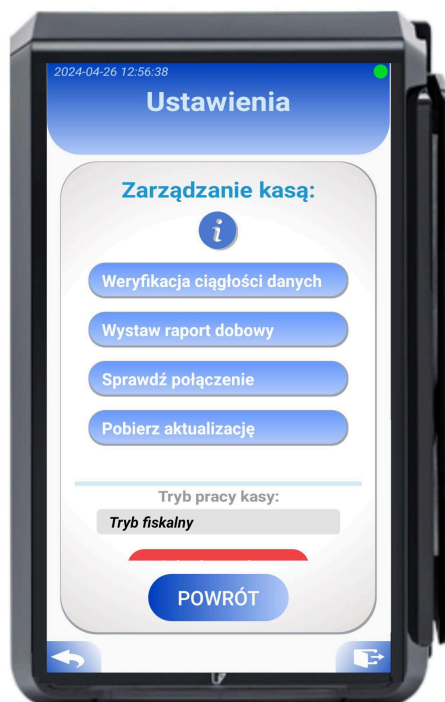 2024-04-26 12:56:38
Ustawienia
Zarządzanie kasą:
i
Weryfikacja ciągłości danych
Wystaw raport dobowy
Sprawdź połączenie
Pobierz aktualizację
Tryb pracy kasy:
Tryb fiskalny
POWRÓT